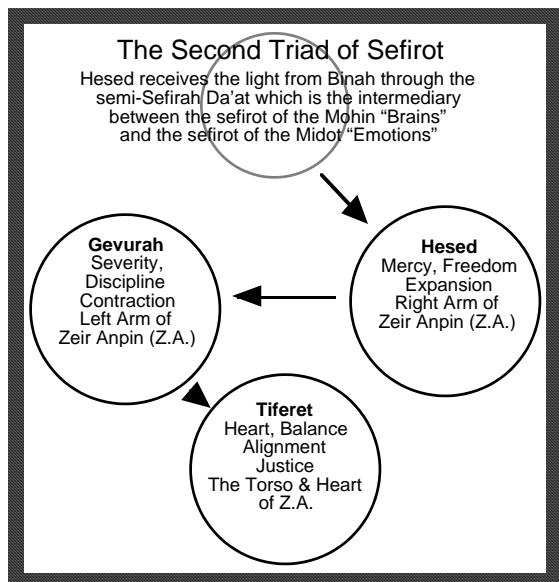 The Second Triad of Sefirot
Hesed receives the light from Binah through the
semi-Sefirah Da’at which is the intermediary
between the sefirot of the Mohin “Brains”
and the sefirot of the Midot “Emotions”
Gevurah
Severity,
Discipline
Contraction
Left Arm of
Zeir Anpin (Z.A.)
Hesed
Mercy, Freedom
Expansion
Right Arm of
Zeir Anpin (Z.A.)
Tiferet
Heart, Balance
Alignment
Justice
The Torso & Heart
of Z.A.